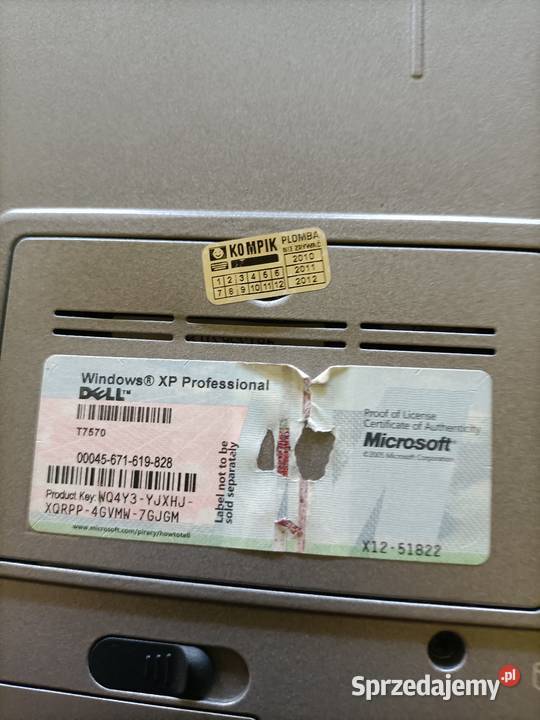 KOMPIK PLOMBA
NIE ZRYWAĆ
2010
1 2 3 4 5 6 2011
7 8 9 10 11 12 2012
Windows® XP Professional
DELL™
T7570
00045-671-619-828
Product Key: WQ4Y3-YJXHJ-
XQRPP-4GVMW-7GJGM
www.microsoft.com/piracy/howtotell
Label not to be
sold separately
Proof of License
Certificate of Authenticity
Microsoft®
©2005 Microsoft Corporation
X12-51822
Sprzedajemy.pl